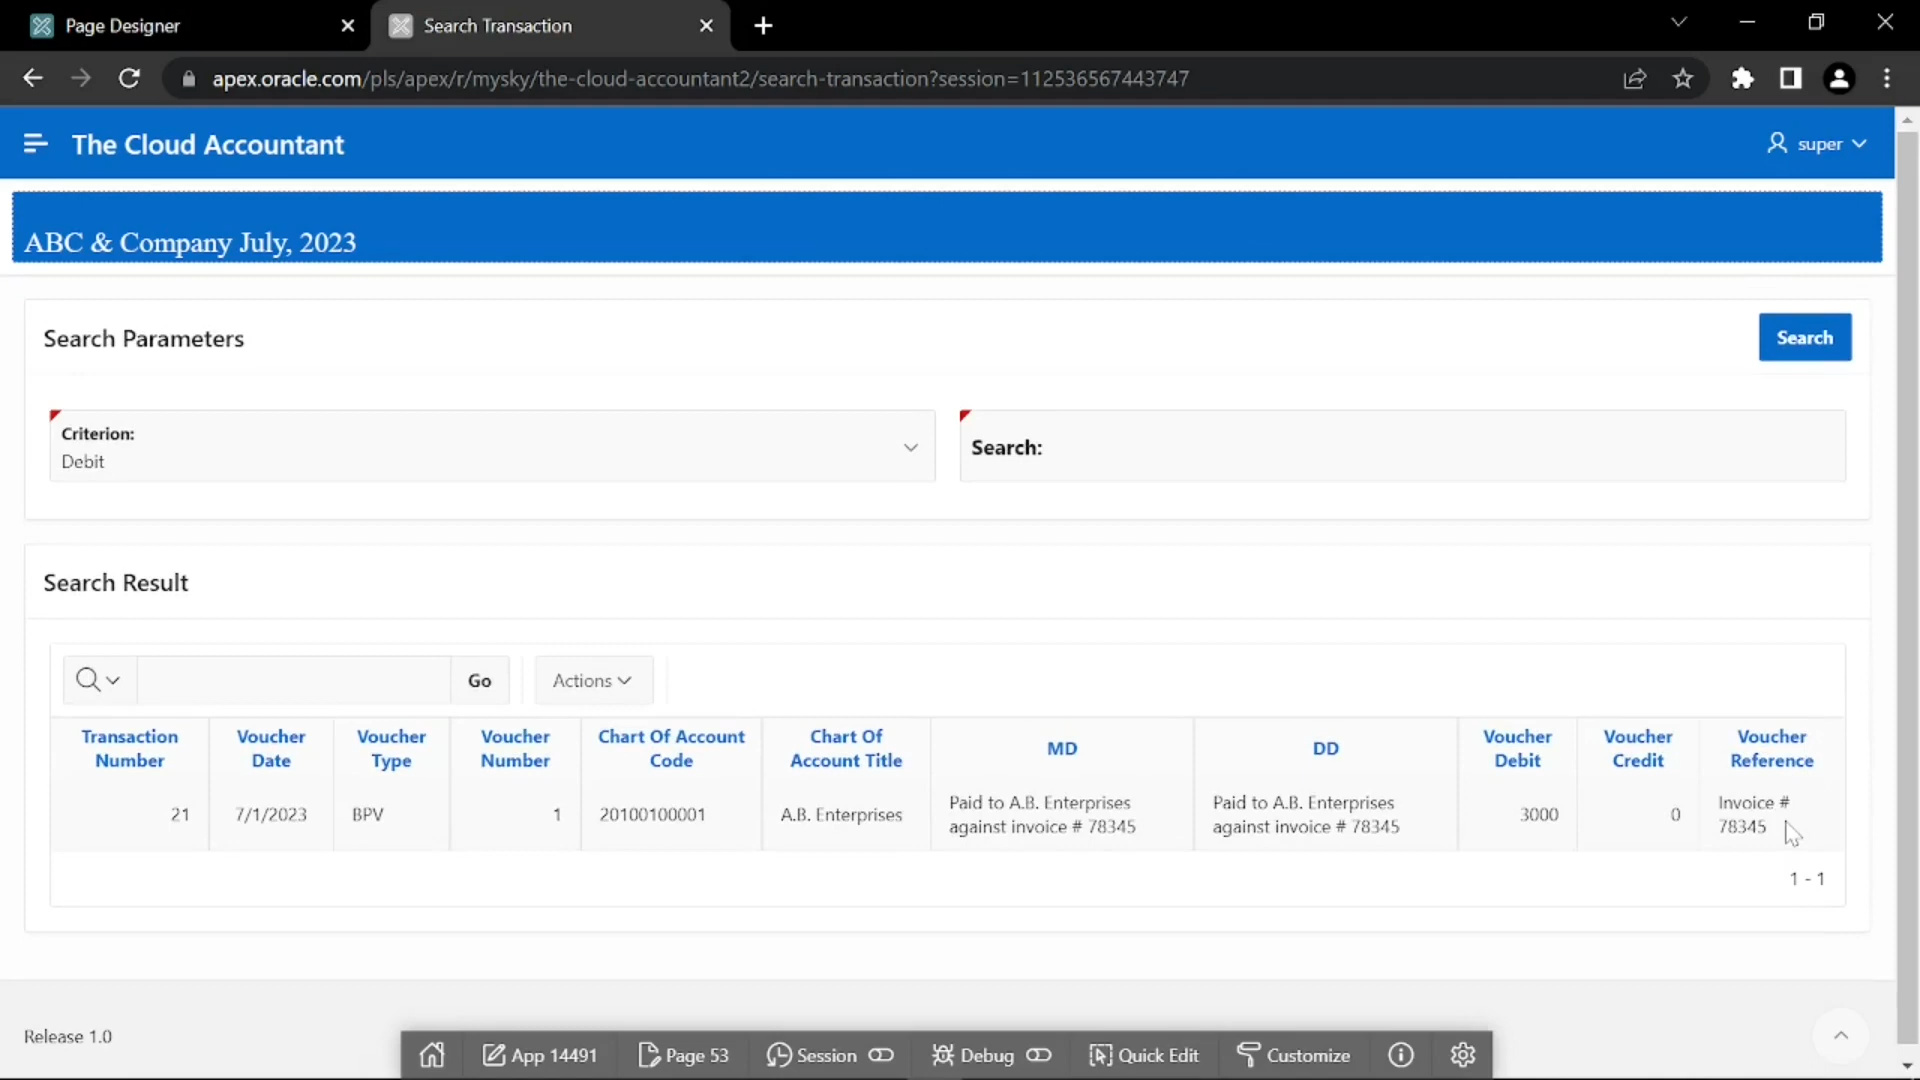 Page Designer
Search Transaction
apex.oracle.com/pls/apex/r/mysky/the-cloud-accountant2/search-transaction?session=112536567443747
The Cloud Accountant
super
ABC & Company July, 2023
Search Parameters
Search
Criterion:
Debit
Search:
Search Result
Go
Actions
Transaction Number
Voucher Date
Voucher Type
Voucher Number
Chart Of Account Code
Chart Of Account Title
MD
DD
Voucher Debit
Voucher Credit
Voucher Reference
21
7/1/2023
BPV
1
20100100001
A.B. Enterprises
Paid to A.B. Enterprises
against invoice # 78345
Paid to A.B. Enterprises
against invoice # 78345
3000
0
Invoice #
78345
1 - 1
Release 1.0
App 14491
Page 53
Session
Debug
Quick Edit
Customize